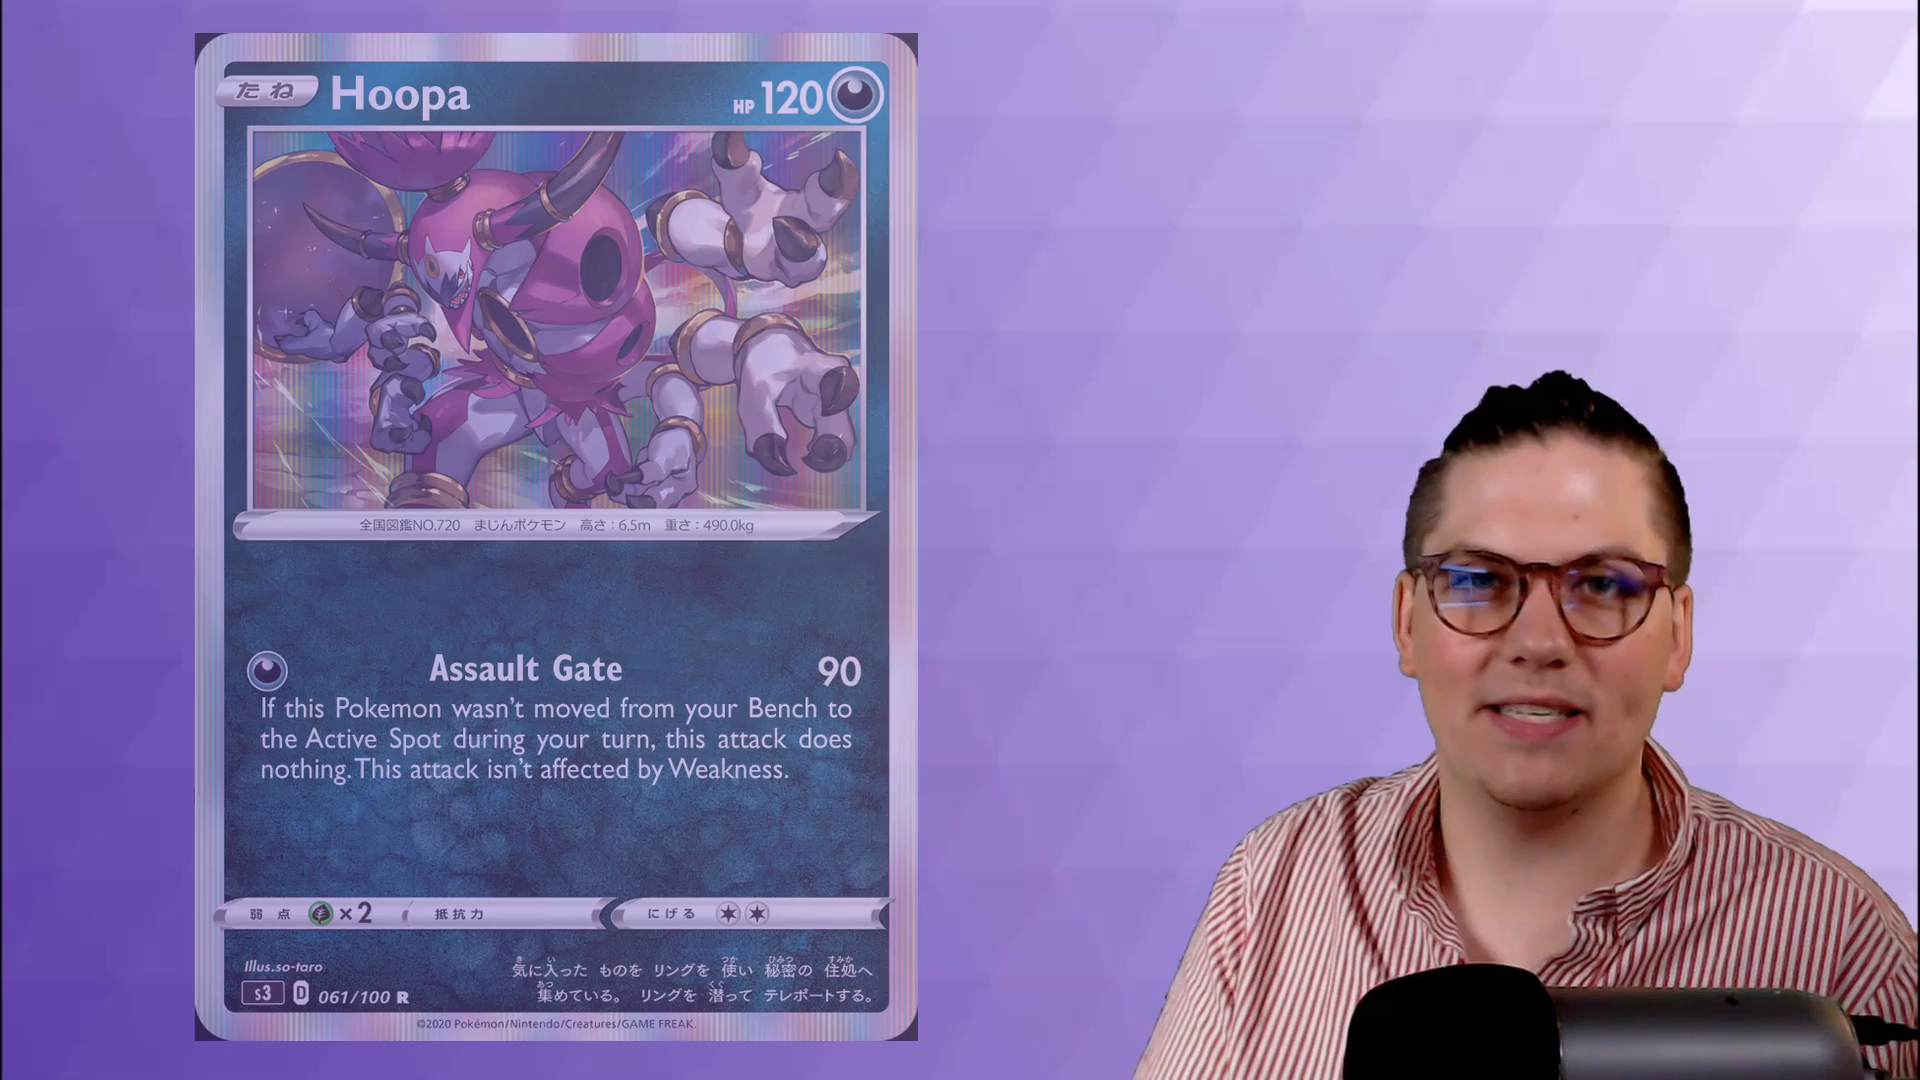 たね Hoopa HP 120
全国図鑑NO.720 まじんポケモン 高さ：6.5m 重さ：490.0kg
Assault Gate 90
If this Pokemon wasn't moved from your Bench to
the Active Spot during your turn, this attack does
nothing. This attack isn't affected by Weakness.
弱点 ×2 抵抗力 にげる
Illus.so-taro
気に入った ものを リングを 使い 秘密の 住処へ
集めている。 リングを 潜って テレポートする。
s3 D 061/100 R
©2020 Pokémon/Nintendo/Creatures/GAME FREAK.